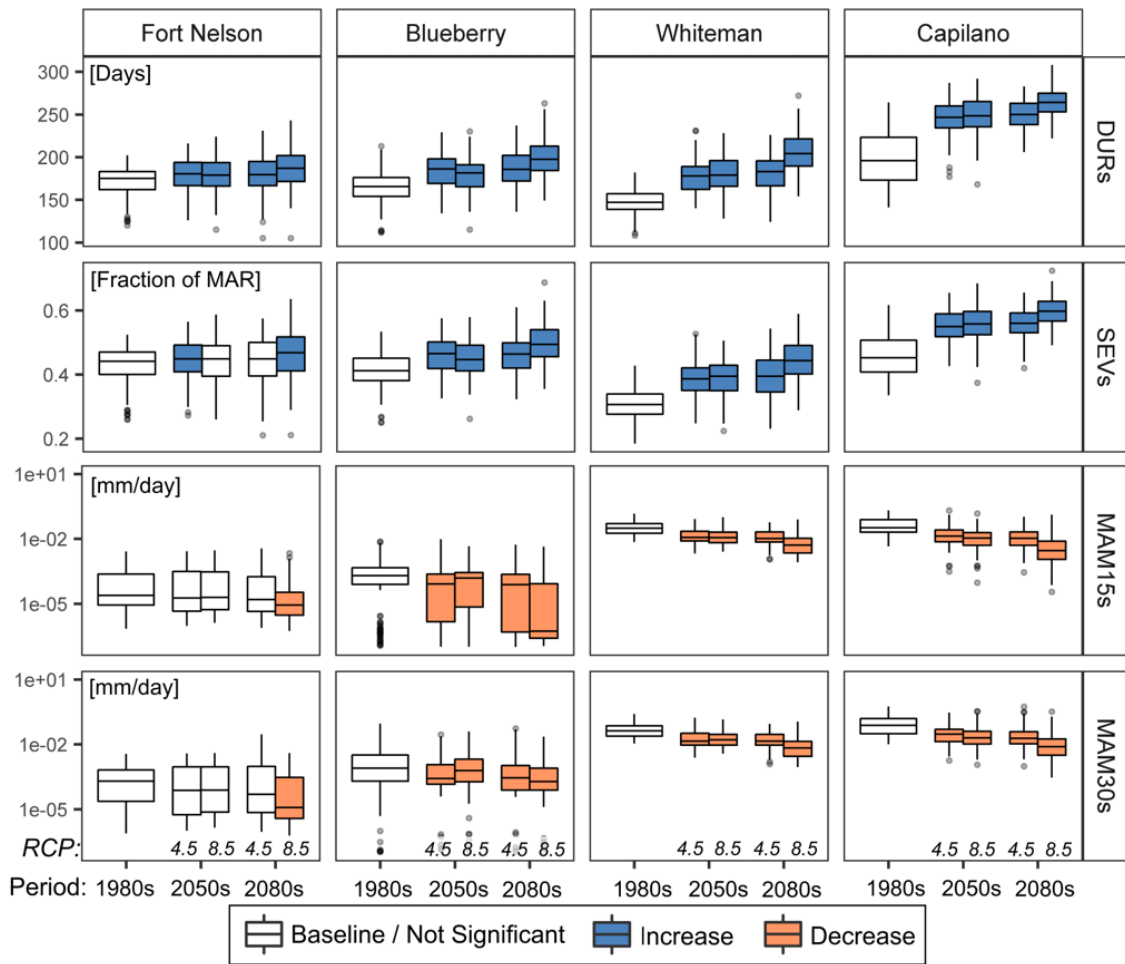 Fort Nelson Blueberry Whiteman Capilano
[Days]
300
250
200
150
100
DURs
[Fraction of MAR]
0.6
0.4
0.2
SEVs
[mm/day]
1e+01
1e-02
1e-05
MAM15s
[mm/day]
1e+01
1e-02
1e-05
MAM30s
RCP: 4.5 8.5 4.5 8.5 4.5 8.5 4.5 8.5 4.5 8.5 4.5 8.5 4.5 8.5 4.5 8.5
Period: 1980s 2050s 2080s 1980s 2050s 2080s 1980s 2050s 2080s 1980s 2050s 2080s
Baseline / Not Significant Increase Decrease